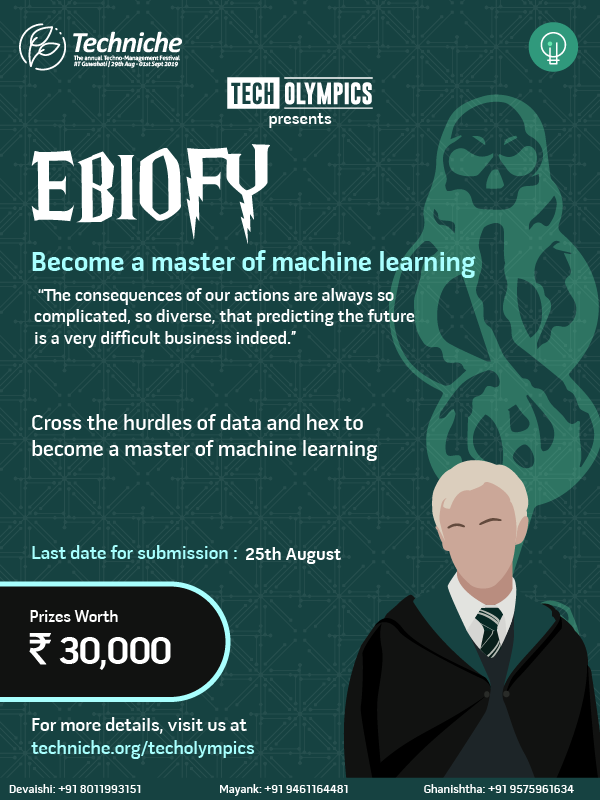 Techniche
The annual Techno-Management Festival
IIT Guwahati | 29th Aug - 01st Sept 2019
TECH OLYMPICS
presents
EBIOFY
Become a master of machine learning
“The consequences of our actions are always so
complicated, so diverse, that predicting the future
is a very difficult business indeed.”
Cross the hurdles of data and hex to
become a master of machine learning
Last date for submission : 25th August
Prizes Worth
₹ 30,000
For more details, visit us at
techniche.org/techolympics
Devaishi: +91 8011993151 Mayank: +91 9461164481 Ghanishtha: +91 9575961634